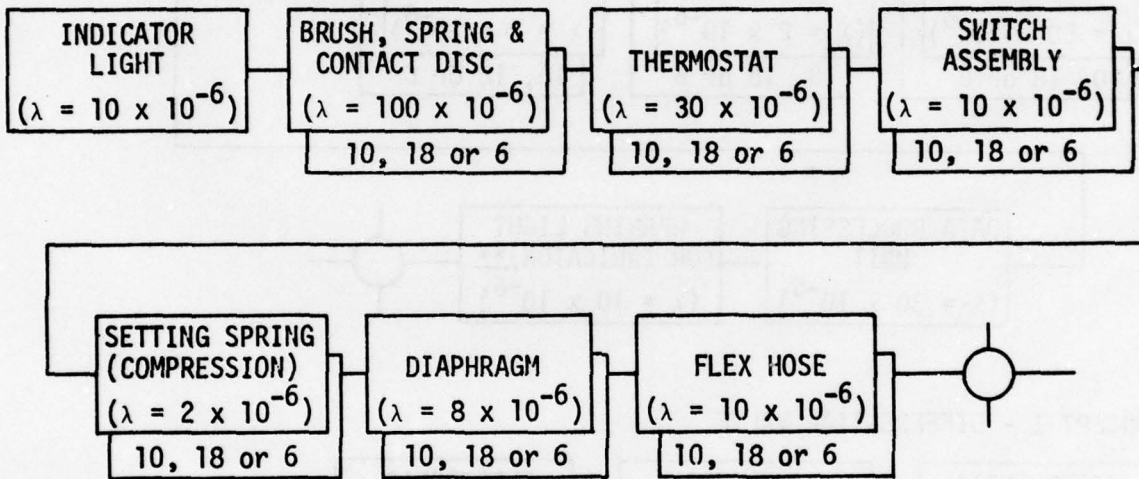 INDICATOR
LIGHT
(λ = 10 x 10⁻⁶)
BRUSH, SPRING &
CONTACT DISC
(λ = 100 x 10⁻⁶)
10, 18 or 6
THERMOSTAT
(λ = 30 x 10⁻⁶)
10, 18 or 6
SWITCH
ASSEMBLY
(λ = 10 x 10⁻⁶)
10, 18 or 6
SETTING SPRING
(COMPRESSION)
(λ = 2 x 10⁻⁶)
10, 18 or 6
DIAPHRAGM
(λ = 8 x 10⁻⁶)
10, 18 or 6
FLEX HOSE
(λ = 10 x 10⁻⁶)
10, 18 or 6